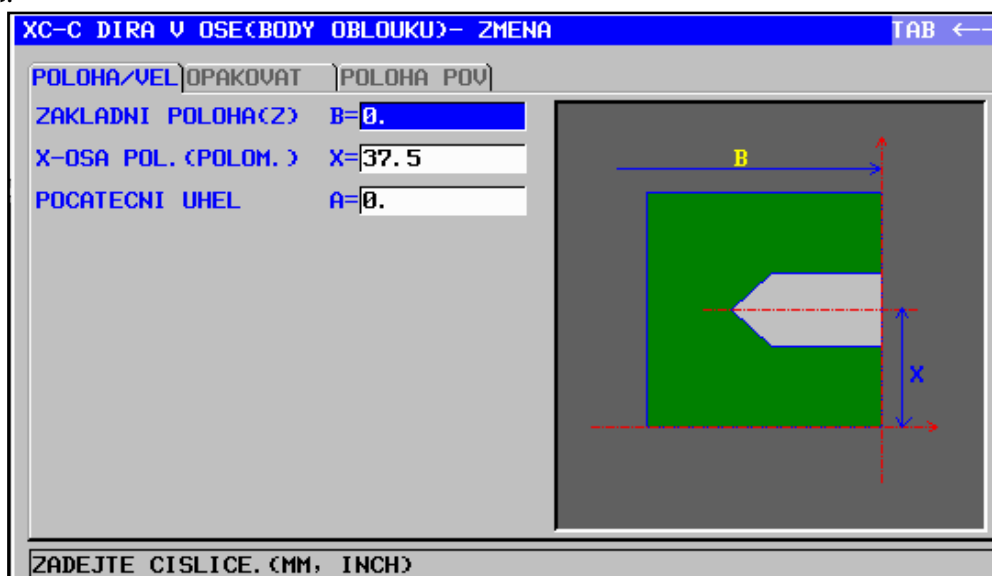 XC-C DIRA V OSE(BODY OBLOUKU)- ZMENA TAB ←
POLOHA/VEL OPAKOVAT POLOHA POV
ZAKLADNI POLOHA(Z) B=0.
X-OSA POL.(POLOM.) X=37.5
POCATECNI UHEL A=0.
B
X
ZADEJTE CISLICE.(MM, INCH)